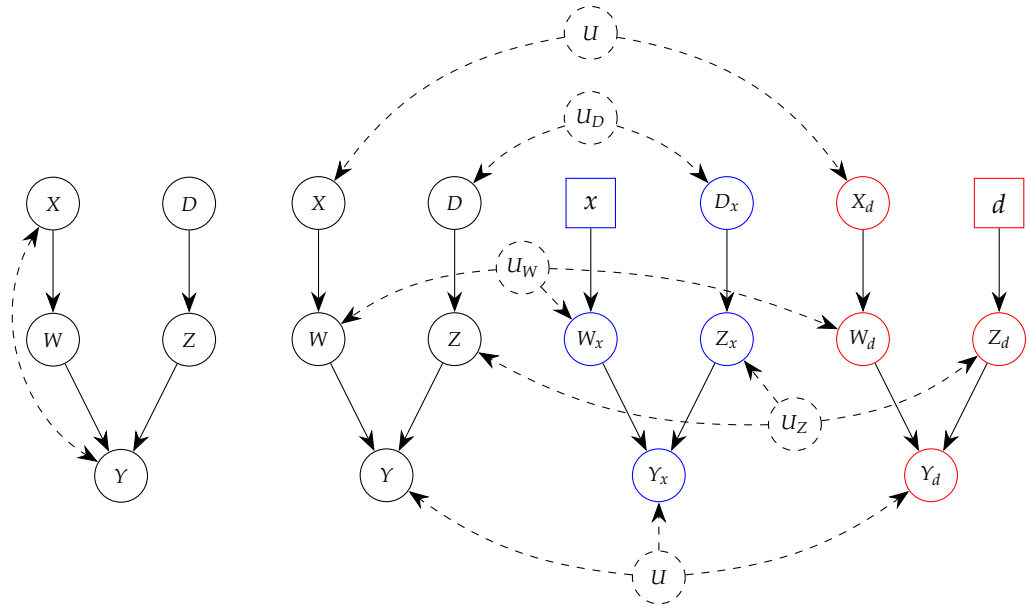 U
U_D
X D X D x D_x X_d d
U_W
W Z W Z W_x Z_x W_d Z_d
U_Z
Y Y Y_x Y_d
U